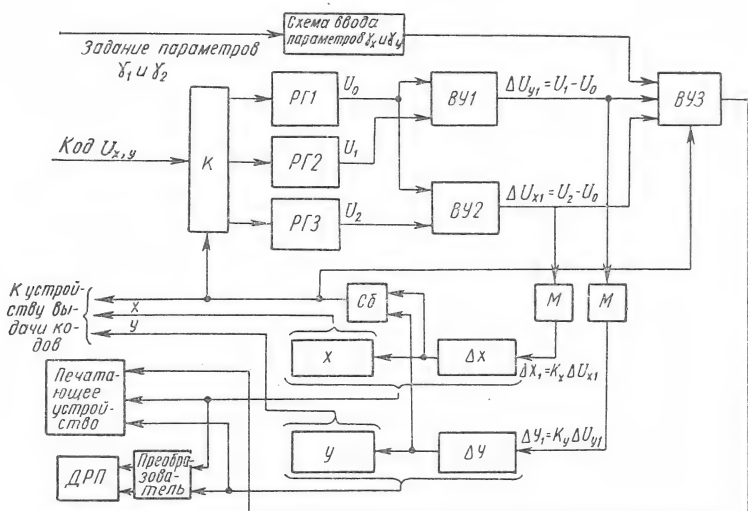 Схема ввода
параметров γx и γy
Задание параметров
γ1 и γ2
Код Ux,y
К
РГ1
U0
РГ2
U1
РГ3
U2
ВУ1
ΔUy1=U1-U0
ВУ2
ΔUx1=U2-U0
ВУ3
К устрой-
ству вы-
дачи ко-
дов
x
y
Сб
М
М
X
ΔX
ΔX1=KxΔUx1
У
ΔУ
ΔУ1=KyΔUy1
Печата-
ющее
устрой-
ство
ДРП
Преобра-
зова-
тель